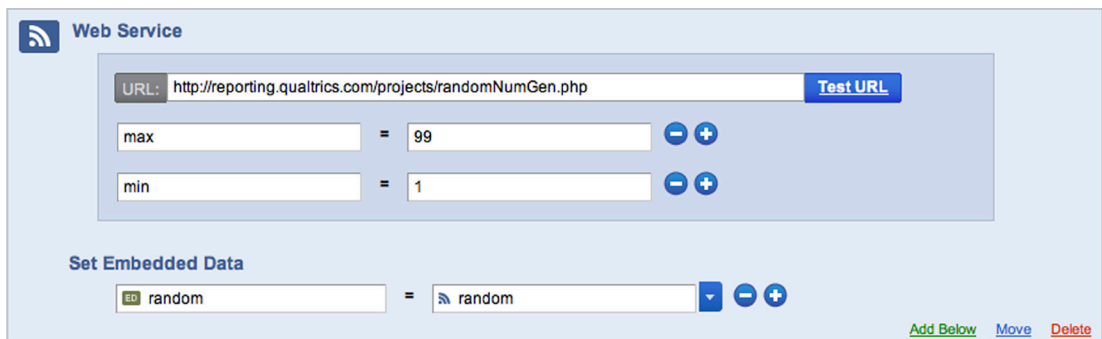 Web Service
URL: http://reporting.qualtrics.com/projects/randomNumGen.php Test URL
max = 99
min = 1
Set Embedded Data
ED random = random
Add Below Move Delete